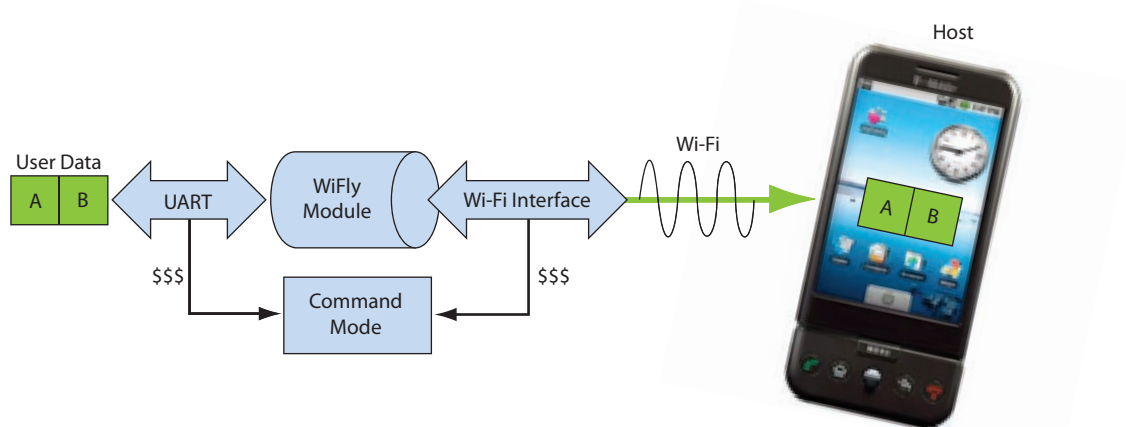 Host
Wi-Fi
User Data
A B
UART
WiFly
Module
Wi-Fi Interface
A B
$$$
$$$
Command
Mode